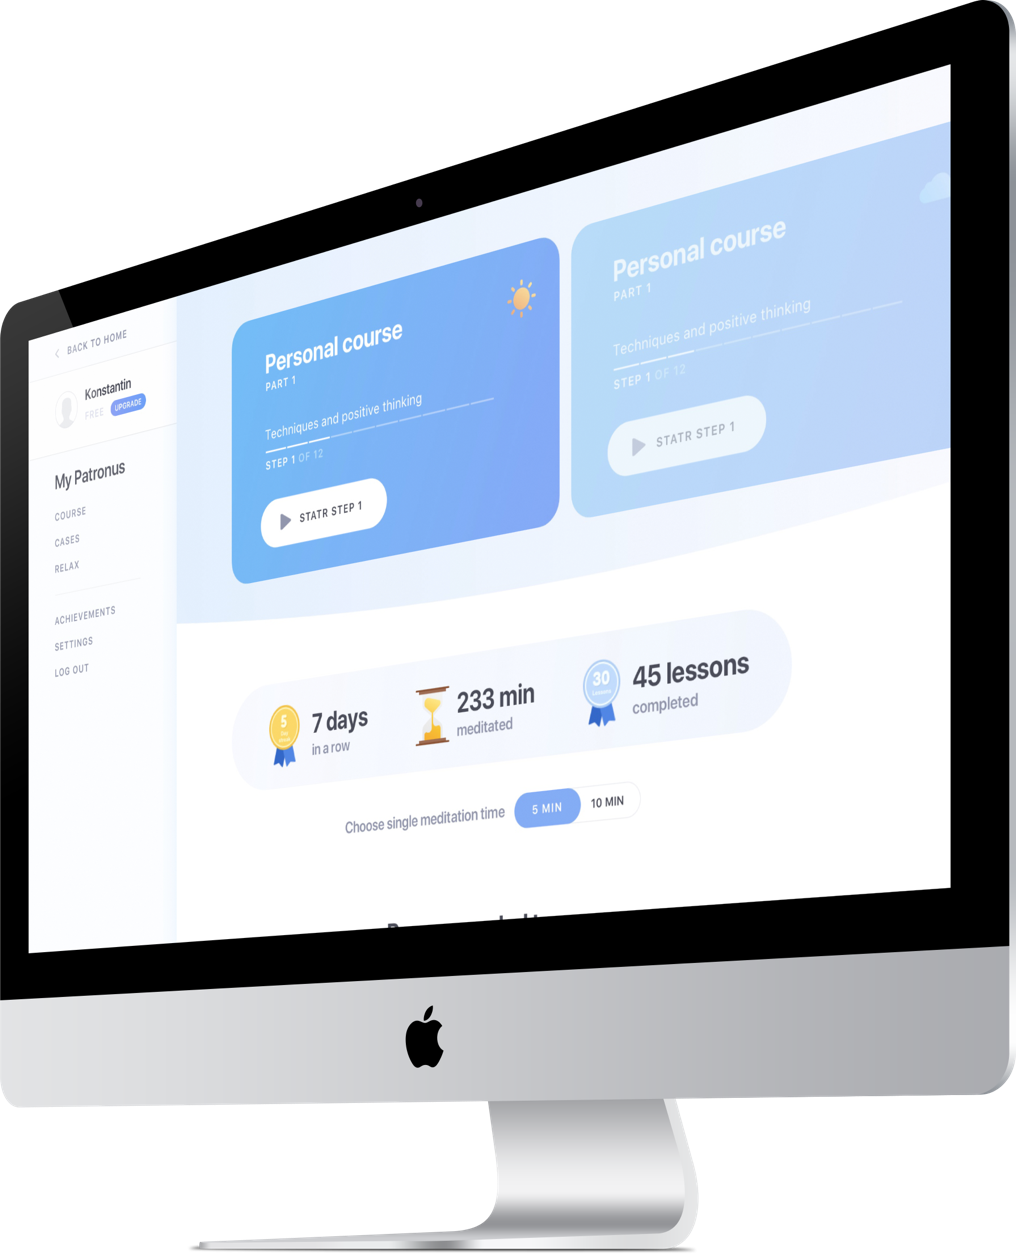 BACK TO HOME
Konstantin
FREE UPGRADE
My Patronus
COURSE
CASES
RELAX
ACHIEVEMENTS
SETTINGS
LOG OUT
Personal course
PART 1
Techniques and positive thinking
STEP 1 OF 12
STATR STEP 1
Personal course
PART 1
Techniques and positive thinking
STEP 1 OF 12
STATR STEP 1
5
7 days
in a row
233 min
meditated
30
45 lessons
completed
Choose single meditation time 5 MIN 10 MIN